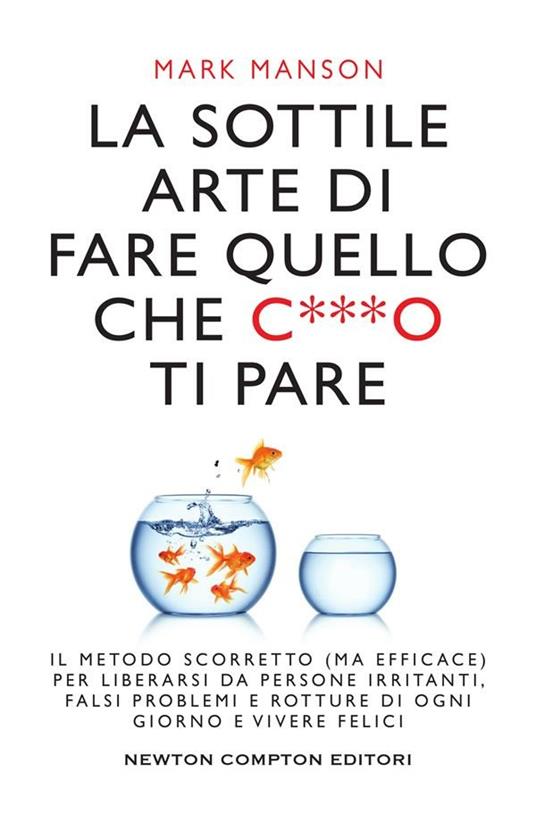 MARK MANSON
LA SOTTILE
ARTE DI
FARE QUELLO
CHE C***O
TI PARE
IL METODO SCORRETTO (MA EFFICACE)
PER LIBERARSI DA PERSONE IRRITANTI,
FALSI PROBLEMI E ROTTURE DI OGNI
GIORNO E VIVERE FELICI
NEWTON COMPTON EDITORI